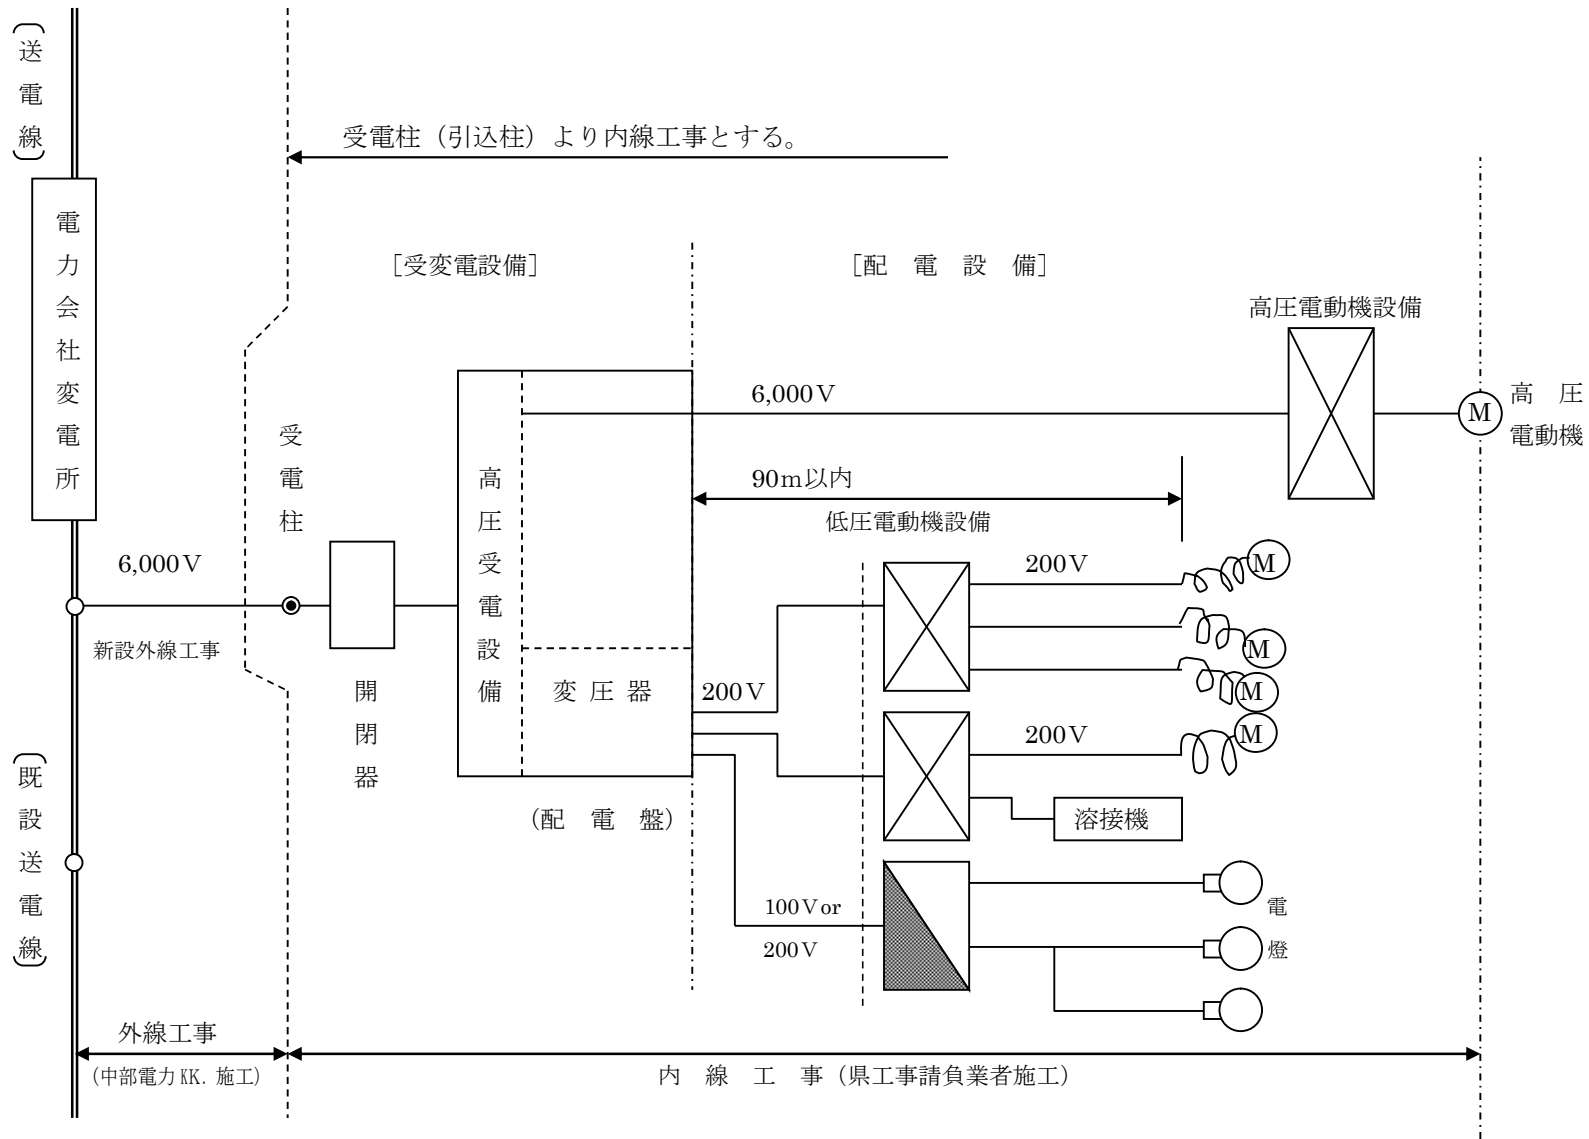 〔送電線〕
受電柱（引込柱）より内線工事とする。
電力会社変電所
［受変電設備］
［配 電 設 備］
高圧電動機設備
6,000V
M
高 圧
電動機
受電柱
高圧受電設備
90m以内
低圧電動機設備
6,000V
新設外線工事
開閉器
変 圧 器
200V
200V
M
M
M
200V
M
溶接機
（配 電 盤）
〔既設送電線〕
100Vor
200V
電
燈
外線工事
（中部電力KK．施工）
内 線 工 事（県工事請負業者施工）